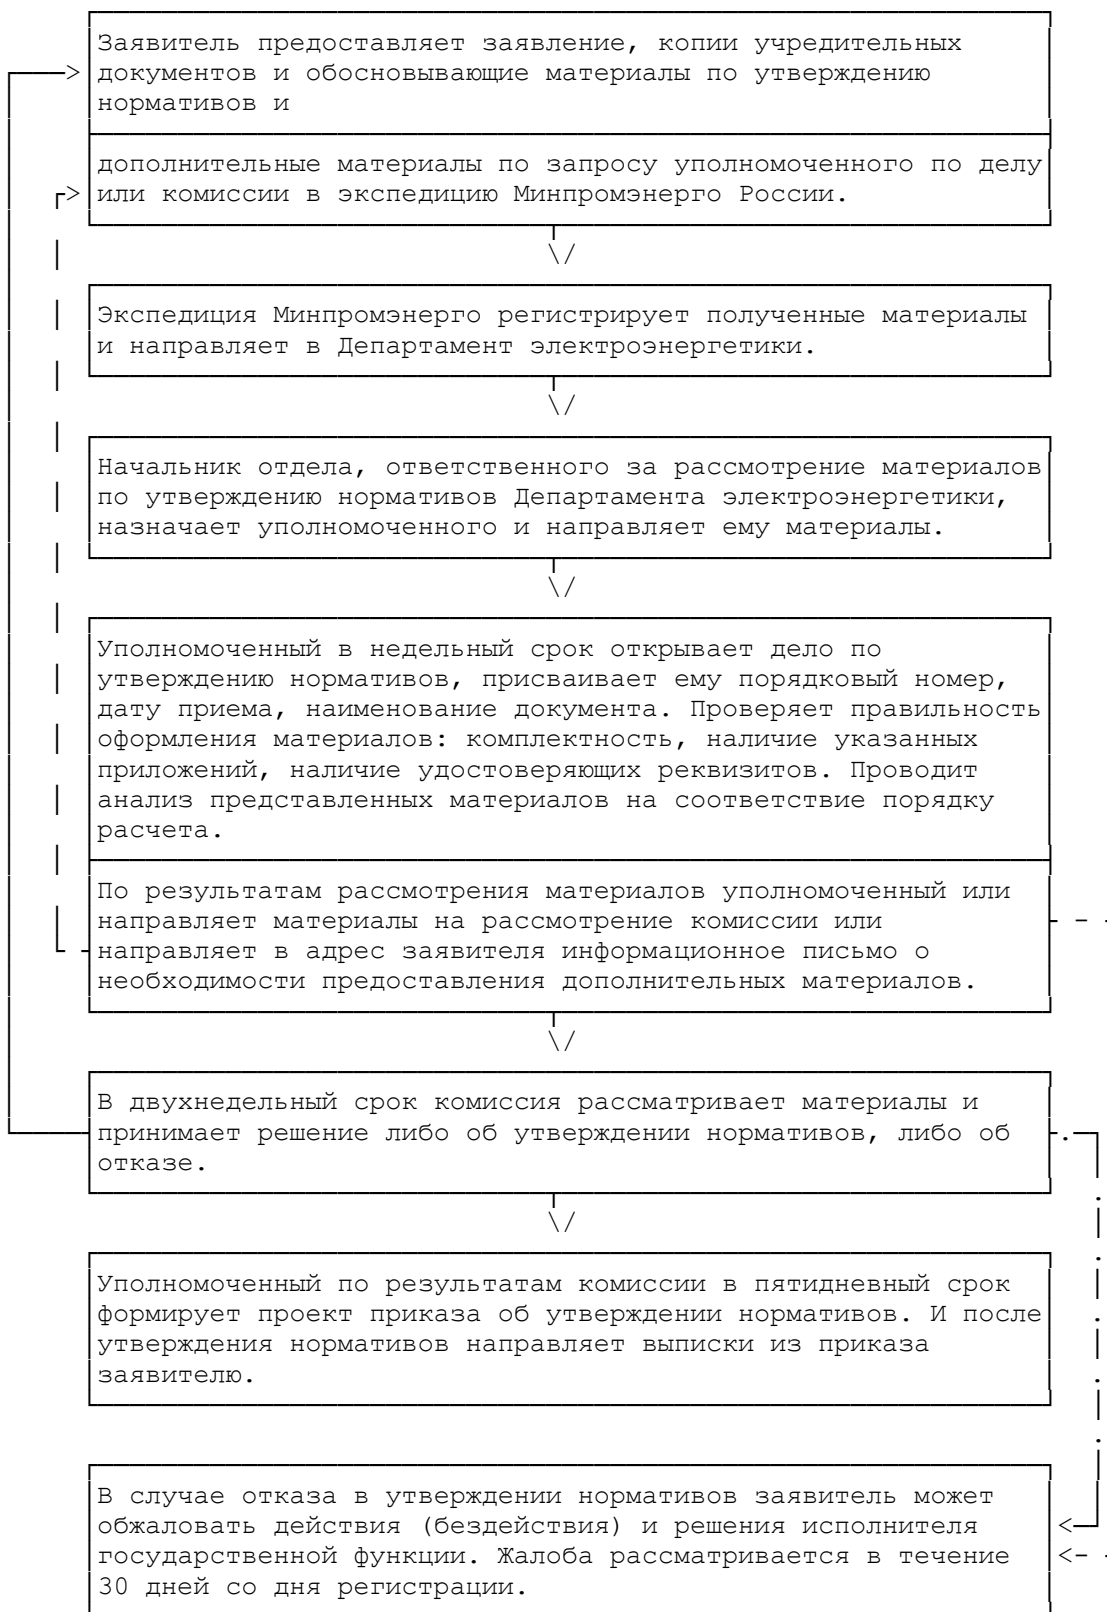 Заявитель предоставляет заявление, копии учредительных
документов и обосновывающие материалы по утверждению
нормативов и
дополнительные материалы по запросу уполномоченного по делу
или комиссии в экспедицию Минпромэнерго России.
Экспедиция Минпромэнерго регистрирует полученные материалы
и направляет в Департамент электроэнергетики.
Начальник отдела, ответственного за рассмотрение материалов
по утверждению нормативов Департамента электроэнергетики,
назначает уполномоченного и направляет ему материалы.
Уполномоченный в недельный срок открывает дело по
утверждению нормативов, присваивает ему порядковый номер,
дату приема, наименование документа. Проверяет правильность
оформления материалов: комплектность, наличие указанных
приложений, наличие удостоверяющих реквизитов. Проводит
анализ представленных материалов на соответствие порядку
расчета.
По результатам рассмотрения материалов уполномоченный или
направляет материалы на рассмотрение комиссии или
направляет в адрес заявителя информационное письмо о
необходимости предоставления дополнительных материалов.
В двухнедельный срок комиссия рассматривает материалы и
принимает решение либо об утверждении нормативов, либо об
отказе.
Уполномоченный по результатам комиссии в пятидневный срок
формирует проект приказа об утверждении нормативов. И после
утверждения нормативов направляет выписки из приказа
заявителю.
В случае отказа в утверждении нормативов заявитель может
обжаловать действия (бездействия) и решения исполнителя
государственной функции. Жалоба рассматривается в течение
30 дней со дня регистрации.